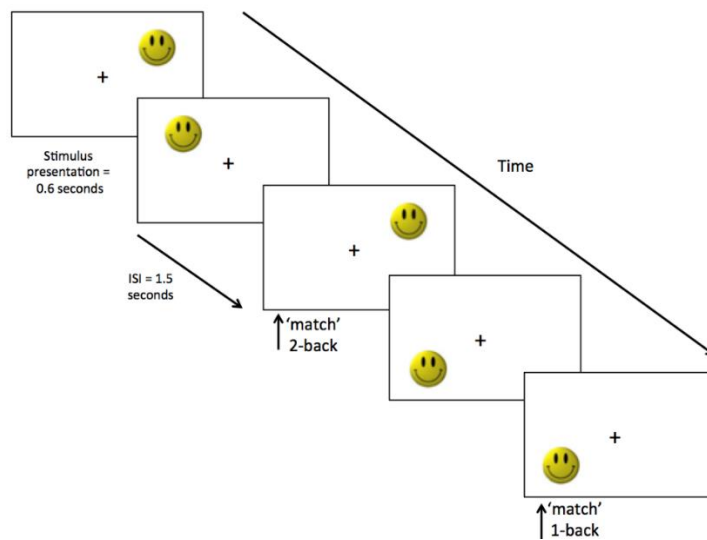 Stimulus
presentation =
0.6 seconds
Time
ISI = 1.5
seconds
'match'
2-back
'match'
1-back